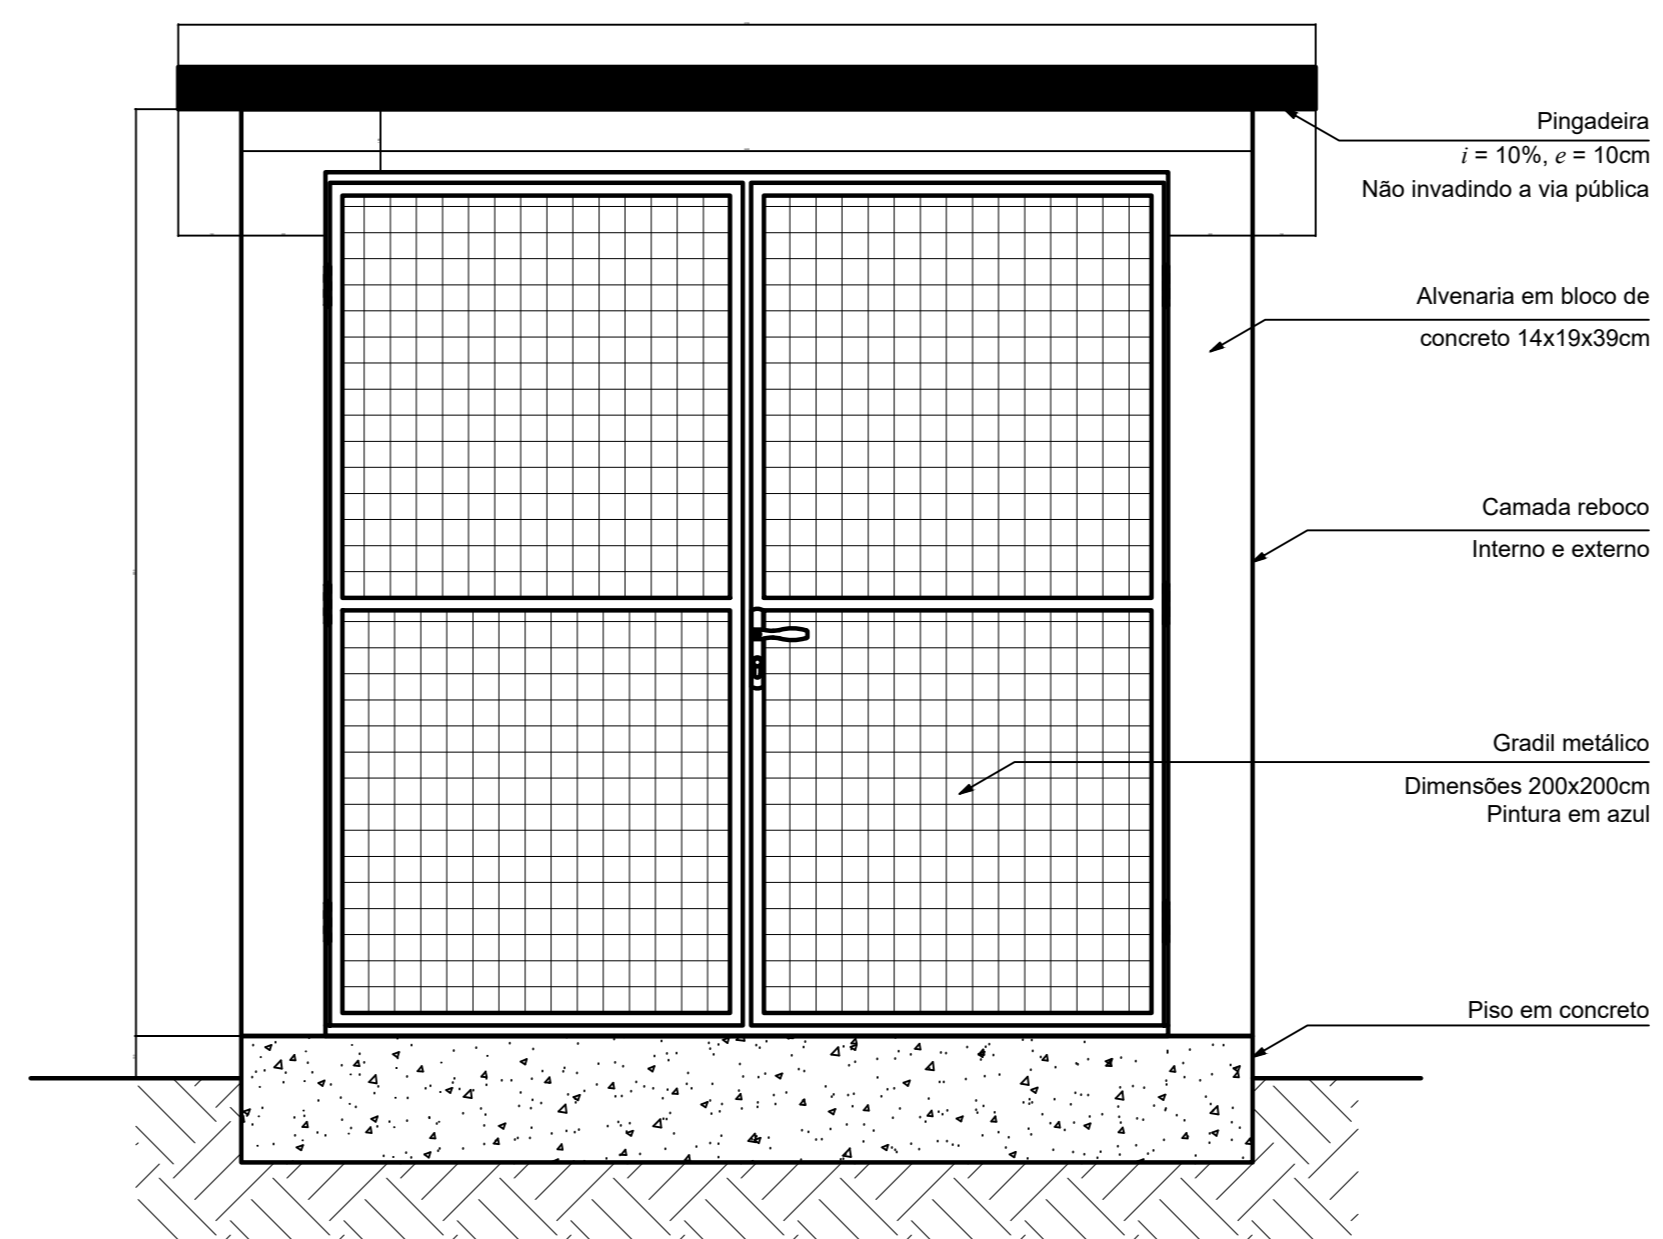 Pingadeira
i = 10%, e = 10cm
Não invadindo a via pública
Alvenaria em bloco de
concreto 14x19x39cm
Camada reboco
Interno e externo
Gradil metálico
Dimensões 200x200cm
Pintura em azul
Piso em concreto